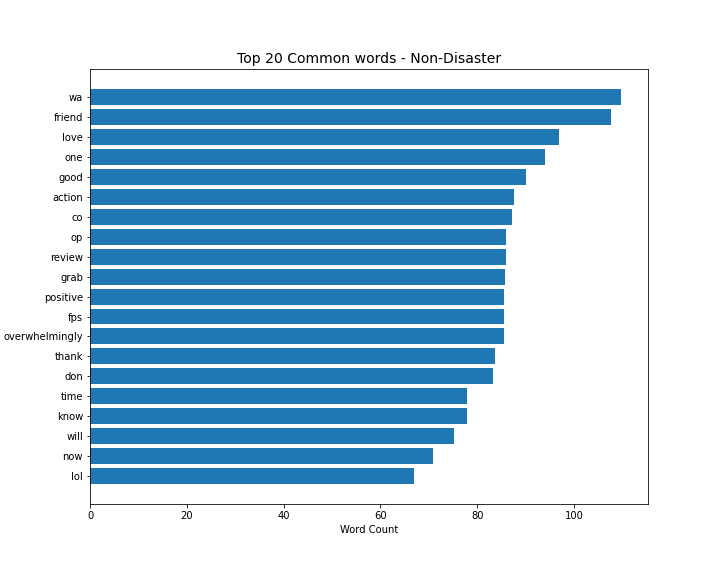 Top 20 Common words - Non-Disaster
wa
friend
love
one
good
action
co
op
review
grab
positive
fps
overwhelmingly
thank
don
time
know
will
now
lol
0 20 40 60 80 100
Word Count